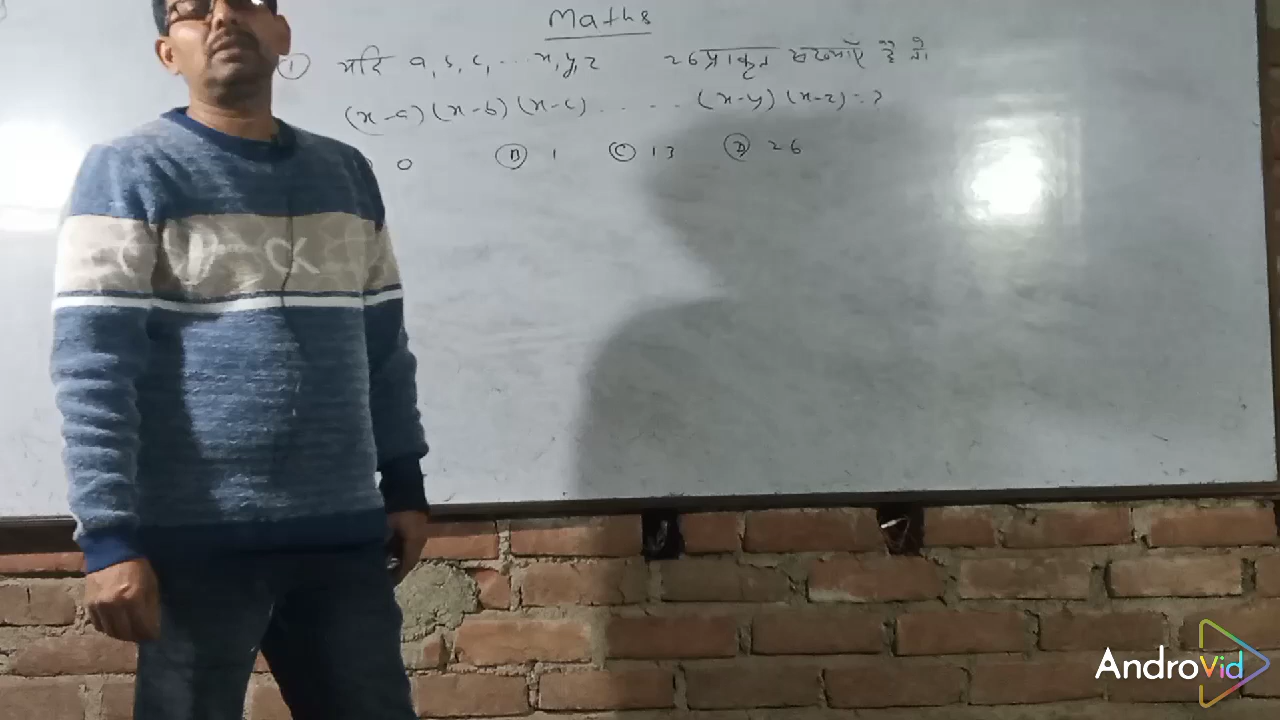 Maths
① यदि a, b, c, ... x, y, z 26 प्राकृत संख्याएँ हैं तो
(x-a) (x-b) (x-c) . . . . (x-y) (x-z) = ?
0 Ⓑ 1 Ⓒ 13 Ⓓ 26
AndroVid